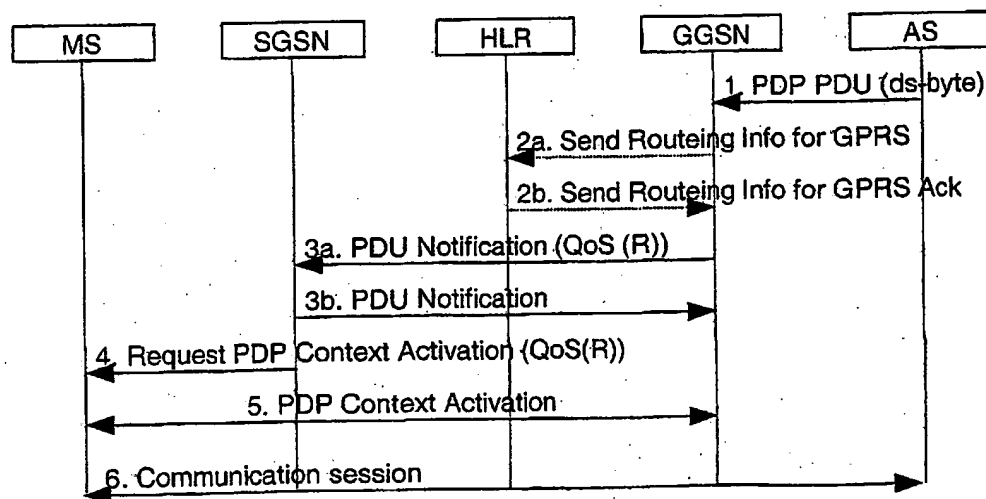 MS SGSN HLR GGSN AS
1. PDP PDU (ds-byte)
2a. Send Routeing Info for GPRS
2b. Send Routeing Info for GPRS Ack
3a. PDU Notification (QoS (R))
3b. PDU Notification
4. Request PDP Context Activation (QoS(R))
5. PDP Context Activation
6. Communication session